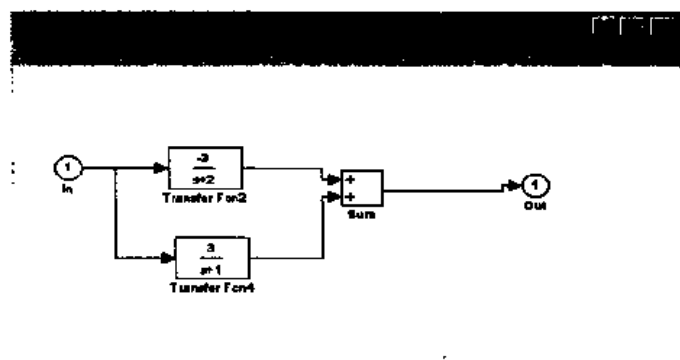 1
In
-3
s+2
Transfer Fcn2
+
+
Sum
1
Out
3
s+1
Transfer Fcn4